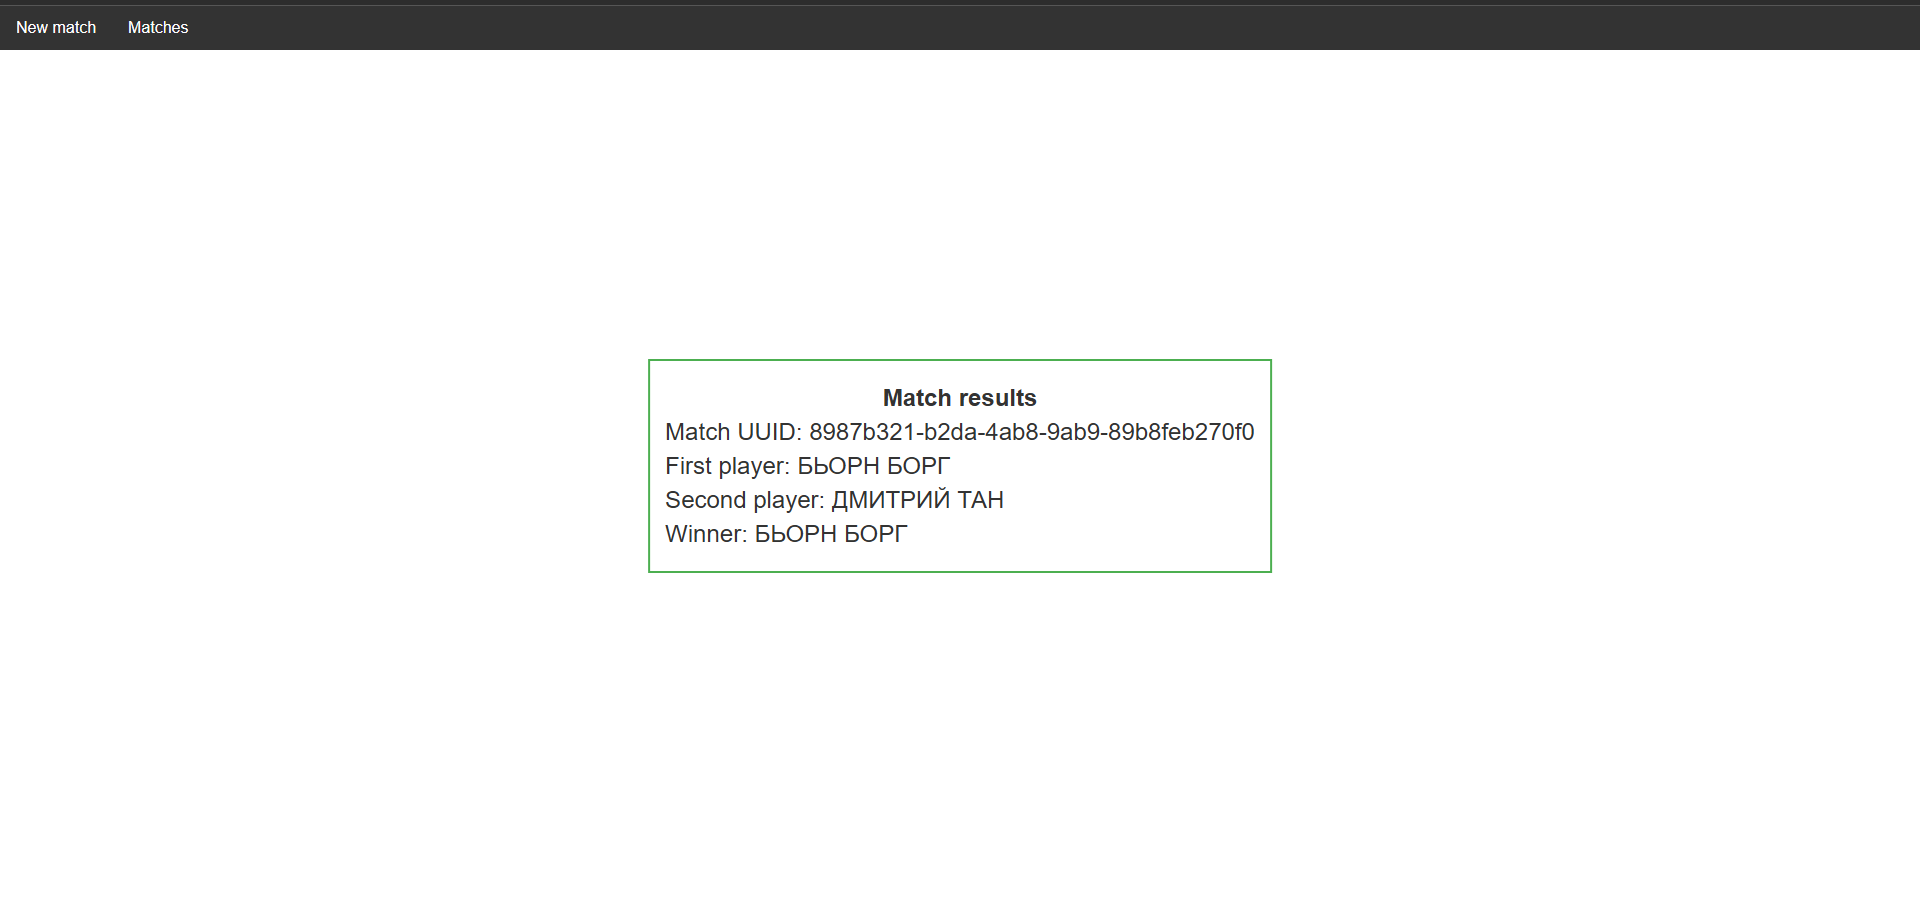 New match Matches
Match results
Match UUID: 8987b321-b2da-4ab8-9ab9-89b8feb270f0
First player: БЬОРН БОРГ
Second player: ДМИТРИЙ ТАН
Winner: БЬОРН БОРГ